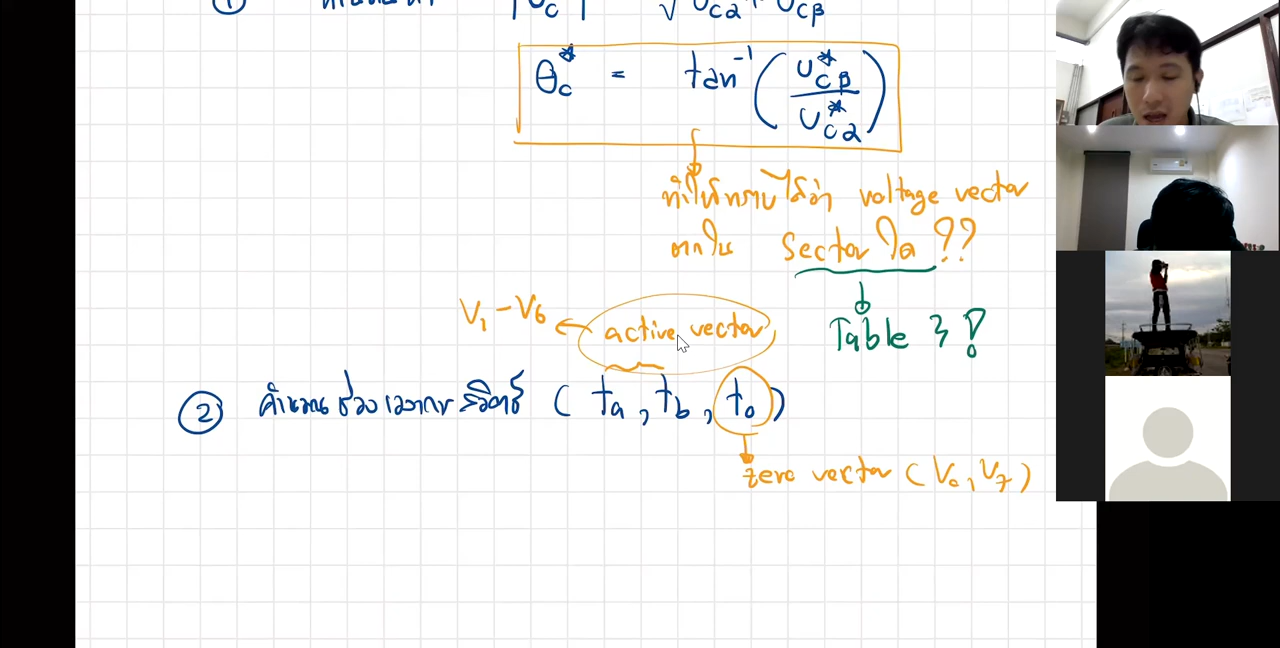 ①
θc* = tan⁻¹ (Ucβ* / Ucα*)
ทำให้ทราบได้ว่า voltage vector
ตกใน Sector ใด ??
V₁ – V₆ ← active vector
Table 3 !
② คำนวณช่วงเวลาการสวิตช์ ( ta , tb , t₀ )
zero vector ( V₀ , V₇ )